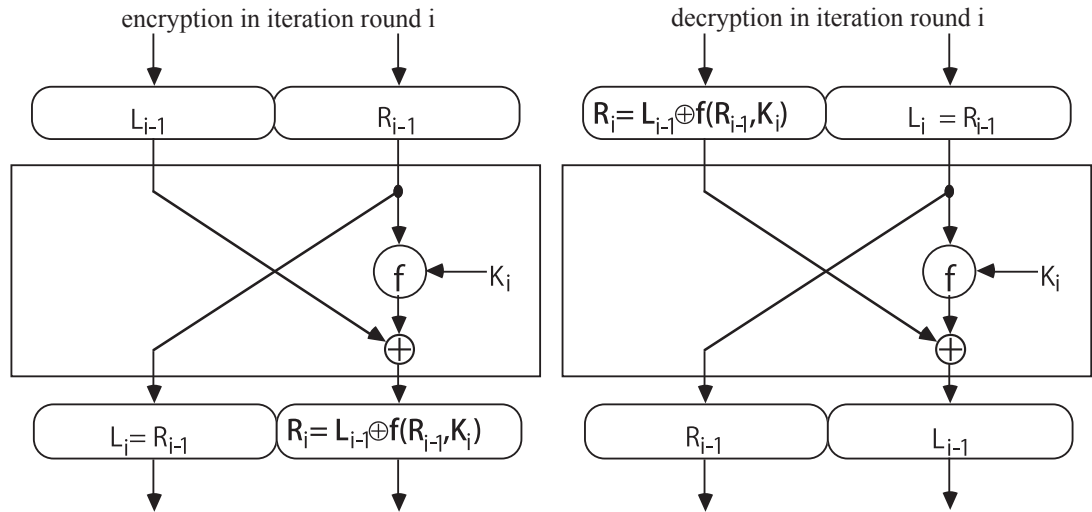 encryption in iteration round i
L_{i-1}
R_{i-1}
f
K_i
L_i = R_{i-1}
R_i = L_{i-1}⊕f(R_{i-1},K_i)
decryption in iteration round i
R_i = L_{i-1}⊕f(R_{i-1},K_i)
L_i = R_{i-1}
f
K_i
R_{i-1}
L_{i-1}